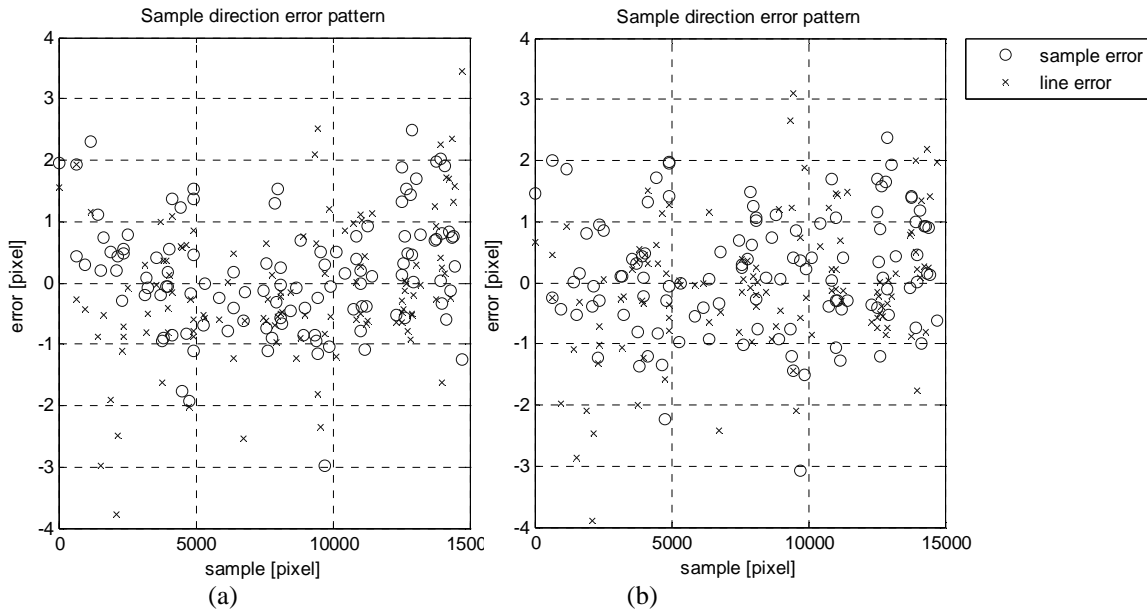 Sample direction error pattern
4
3
2
1
0
-1
-2
-3
-4
error [pixel]
0
5000
10000
1500
sample [pixel]
(a)
Sample direction error pattern
4
3
2
1
0
-1
-2
-3
-4
error [pixel]
0
5000
10000
15000
sample [pixel]
(b)
sample error
line error